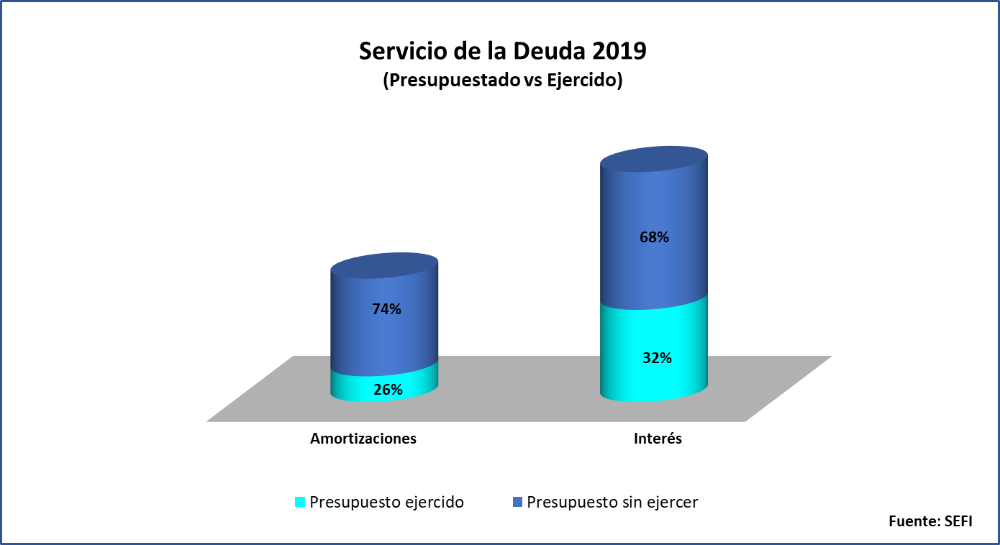 Servicio de la Deuda 2019
(Presupuestado vs Ejercido)
68%
74%
32%
26%
Amortizaciones Interés
Presupuesto ejercido Presupuesto sin ejercer
Fuente: SEFI